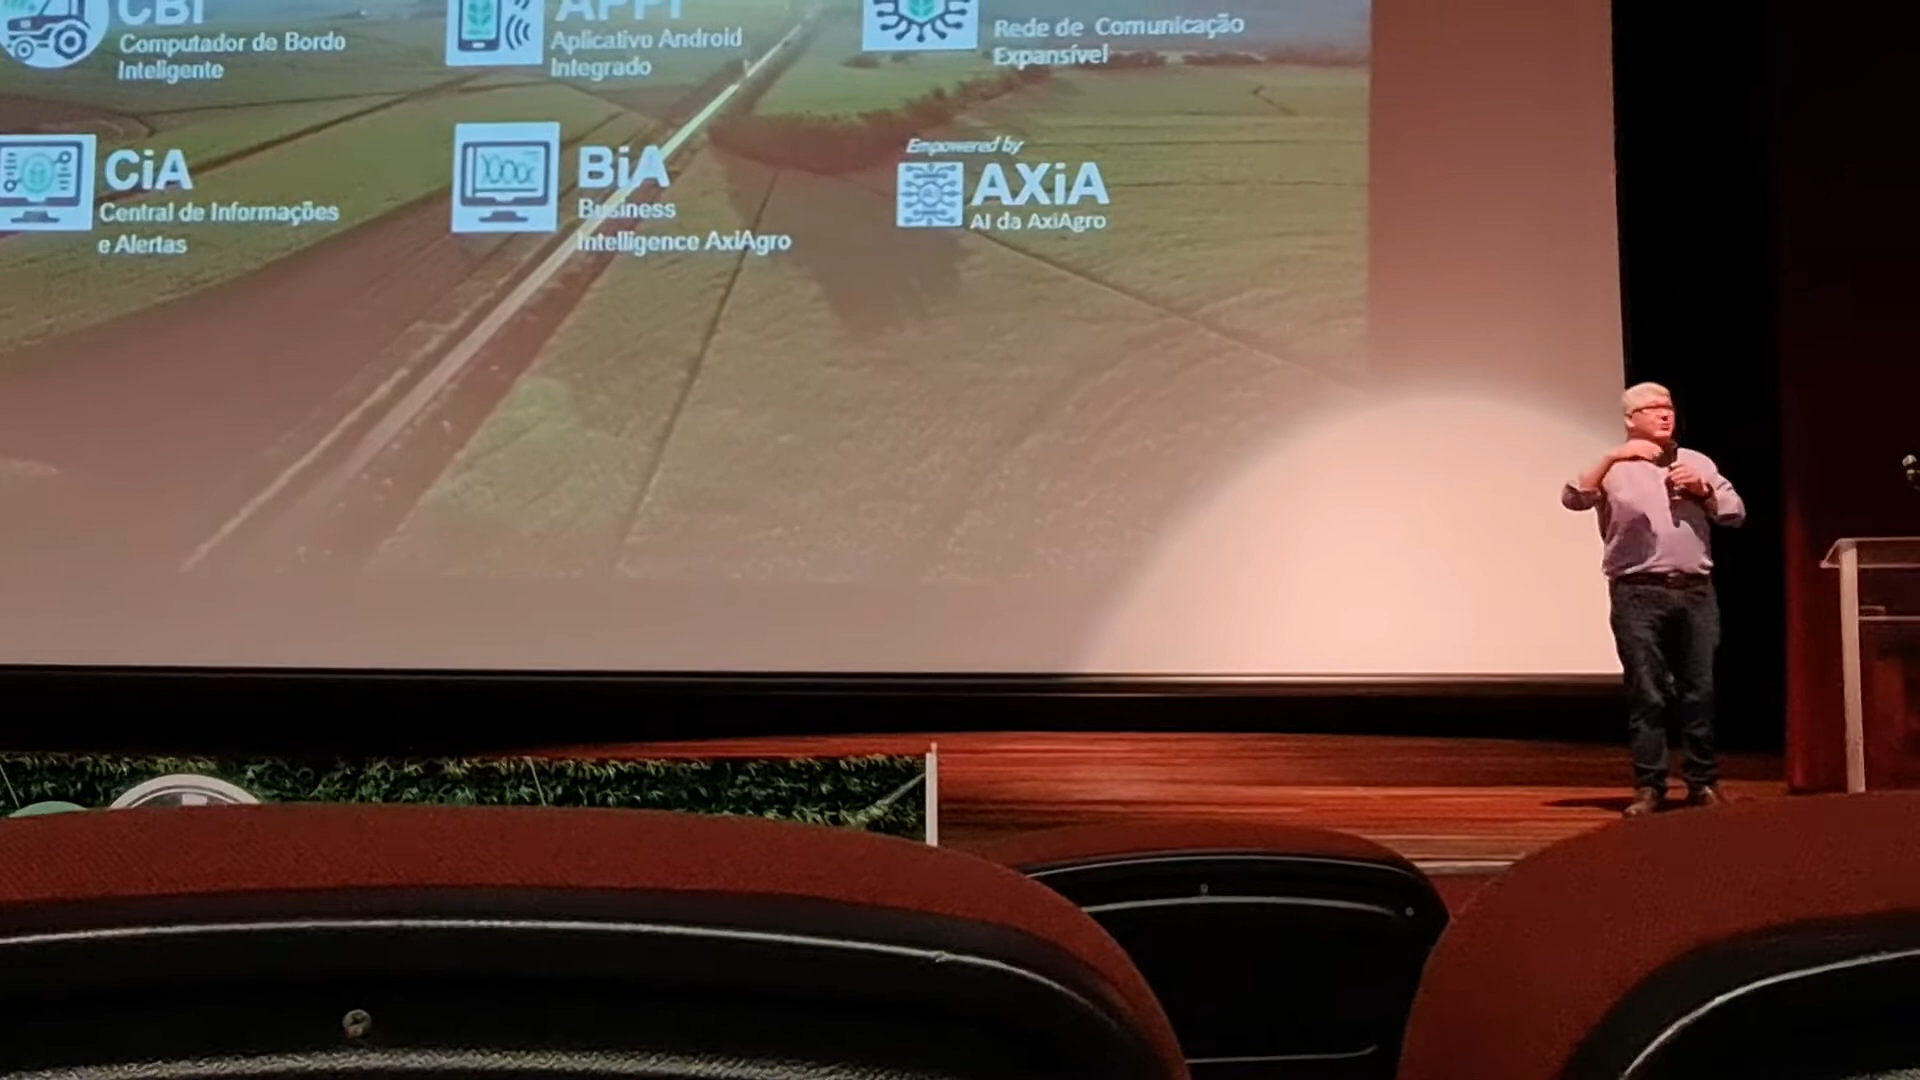 CBI
Computador de Bordo
Inteligente
Aplicativo Android
Integrado
Rede de Comunicação
Expansível
CiA
Central de Informações
e Alertas
BiA
Business
Intelligence AxiAgro
Empowered by
AXiA
AI da AxiAgro